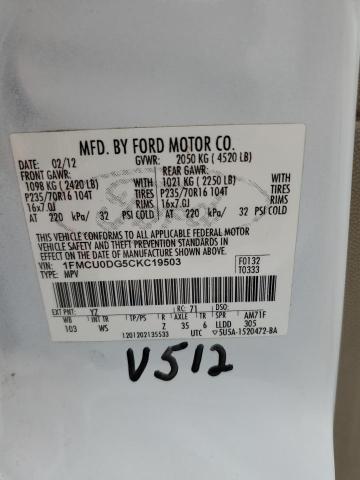 MFD. BY FORD MOTOR CO.
DATE: 02/12 GVWR: 2050 KG (4520 LB)
FRONT GAWR: REAR GAWR:
1098 KG (2420 LB) WITH 1021 KG (2250 LB) WITH
P235/70R16 104T TIRES P235/70R16 104T TIRES
16x7.0J RIMS 16x7.0J RIMS
AT 220 kPa/ 32 PSI COLD AT 220 kPa/ 32 PSI COLD
THIS VEHICLE CONFORMS TO ALL APPLICABLE FEDERAL MOTOR
VEHICLE SAFETY AND THEFT PREVENTION STANDARDS IN EFFECT
ON THE DATE OF MANUFACTURE SHOWN ABOVE.
VIN: 1FMCU0DG5CKC19503 F0132
TYPE: MPV T0333
EXT PNT: YZ RC: 71 DSO:
WB INT TR TP/PS R AXLE TR SPR AM71F
103 WS Z 35 6 LLDD 305
1201202135533 UTC 5U5A-1520472-BA
V512